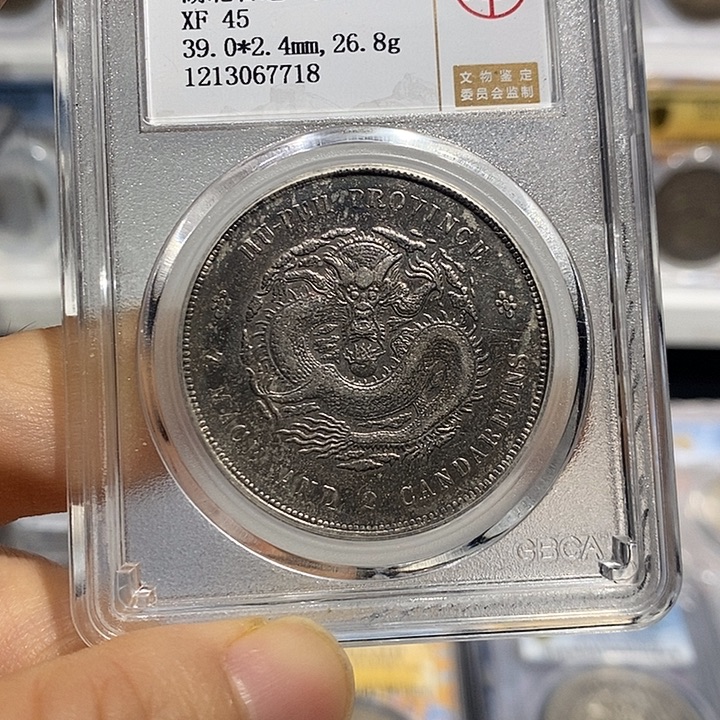 XF 45
39.0*2.4mm, 26.8g
1213067718
文物鉴定
委员会监制
HU-PEH PROVINCE
7 MACE AND 2 CANDAREENS
GBCA